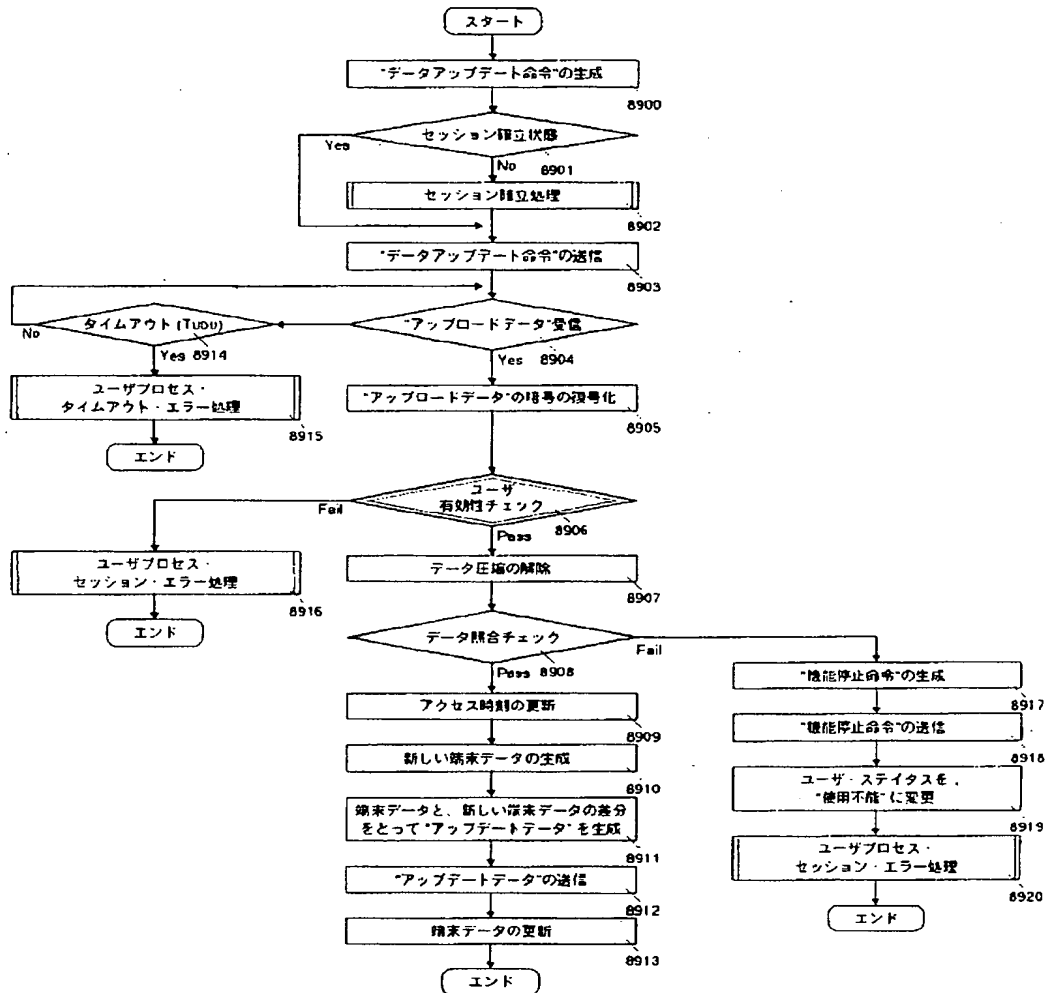 スタート
"データアップデート命令"の生成
8900
セッション確立状態
8901
Yes
No
セッション確立処理
8902
"データアップデート命令"の送信
8903
"アップロードデータ"受信
8904
Yes
タイムアウト(TUDU)
8914
No
Yes
ユーザプロセス・
タイムアウト・エラー処理
8915
エンド
"アップロードデータ"の暗号の復号化
8905
ユーザ
有効性チェック
8906
Fail
Pass
ユーザプロセス・
セッション・エラー処理
8916
エンド
データ圧縮の解除
8907
データ照合チェック
8908
Fail
Pass
アクセス時刻の更新
8909
新しい端末データの生成
8910
端末データと、新しい端末データの差分
をとって"アップデートデータ"を生成
8911
"アップデートデータ"の送信
8912
端末データの更新
8913
エンド
"機能停止命令"の生成
8917
"機能停止命令"の送信
8918
ユーザ・ステイタスを、
"使用不能"に変更
8919
ユーザプロセス・
セッション・エラー処理
8920
エンド